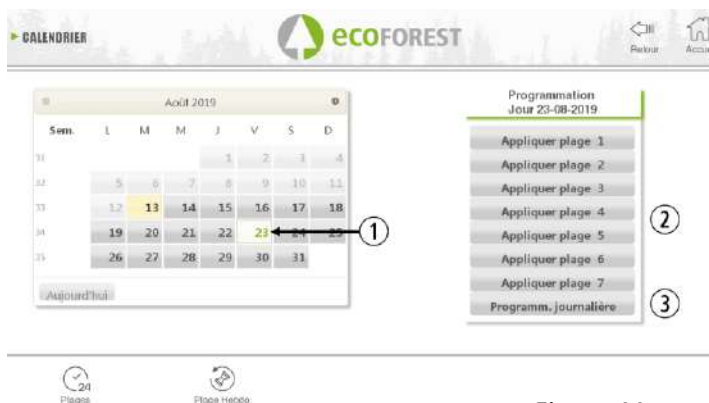 CALENDRIER
ecoFOREST
Retour
Août 2019
Sem. L M M J V S D
31 1 2 3 4
32 5 6 7 8 9 10 11
33 12 13 14 15 16 17 18
34 19 20 21 22 23 24 25
35 26 27 28 29 30 31
Aujourd'hui
1
Programmation
Jour 23-08-2019
Appliquer plage 1
Appliquer plage 2
Appliquer plage 3
Appliquer plage 4
Appliquer plage 5
Appliquer plage 6
Appliquer plage 7
Programm. journalière
2
3
24
Plages
Plage Hebdo